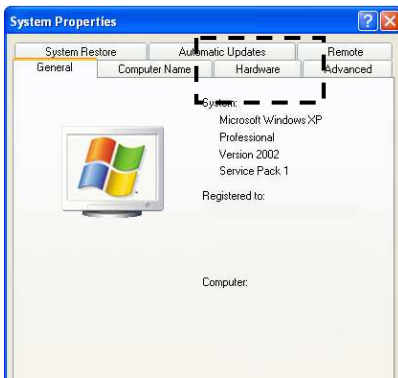 System Properties
System Restore Automatic Updates Remote
General Computer Name Hardware Advanced
System:
Microsoft Windows XP
Professional
Version 2002
Service Pack 1
Registered to:
Computer: